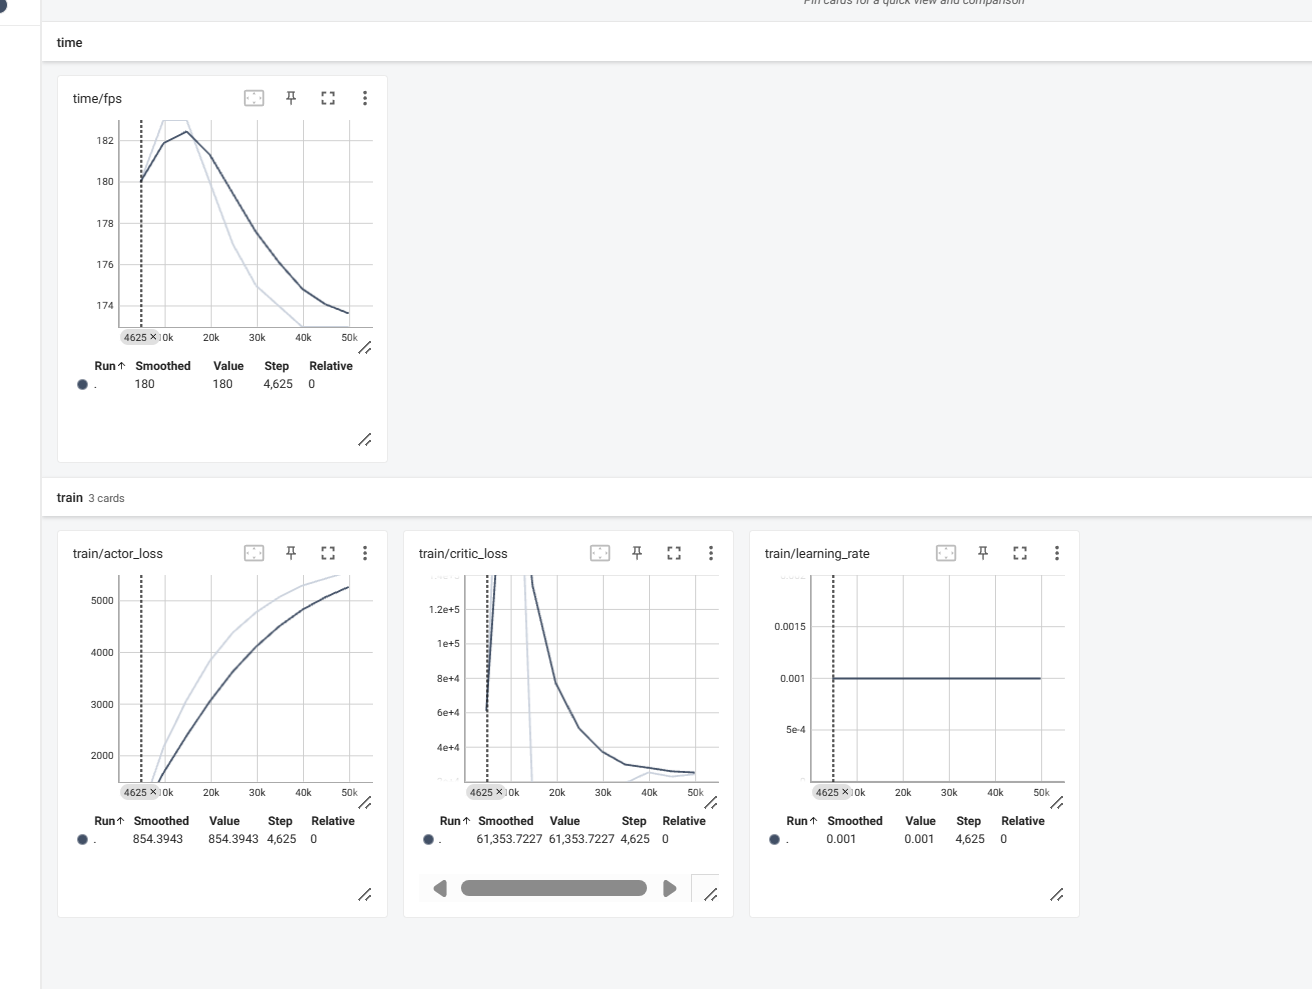 Pin cards for a quick view and comparison
time
time/fps
182
180
178
176
174
4625 ✕ 0k 20k 30k 40k 50k
Run↑ Smoothed Value Step Relative
. 180 180 4,625 0
train 3 cards
train/actor_loss
5000
4000
3000
2000
4625 ✕ 0k 20k 30k 40k 50k
Run↑ Smoothed Value Step Relative
. 854.3943 854.3943 4,625 0
train/critic_loss
1.2e+5
1e+5
8e+4
6e+4
4e+4
4625 ✕ 0k 20k 30k 40k 50k
Run↑ Smoothed Value Step Relative
. 61,353.7227 61,353.7227 4,625 0
train/learning_rate
0.002
0.0015
0.001
5e-4
0
4625 ✕ 0k 20k 30k 40k 50k
Run↑ Smoothed Value Step Relative
. 0.001 0.001 4,625 0